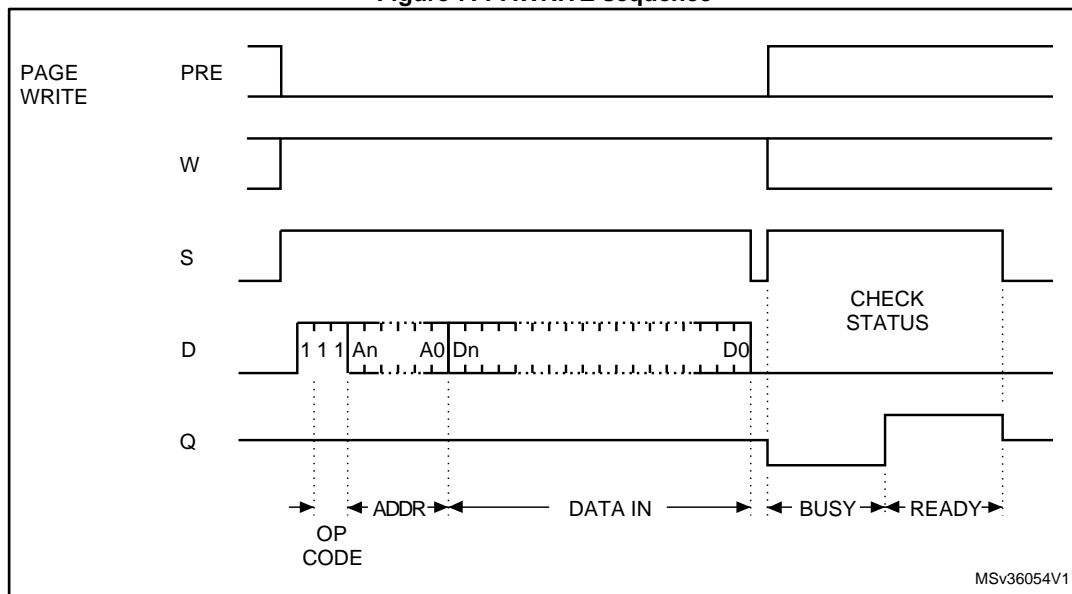 PAGE
WRITE
PRE
W
S
CHECK
STATUS
D
1 1 1 An A0 Dn D0
Q
ADDR DATA IN BUSY READY
OP
CODE
MSv36054V1